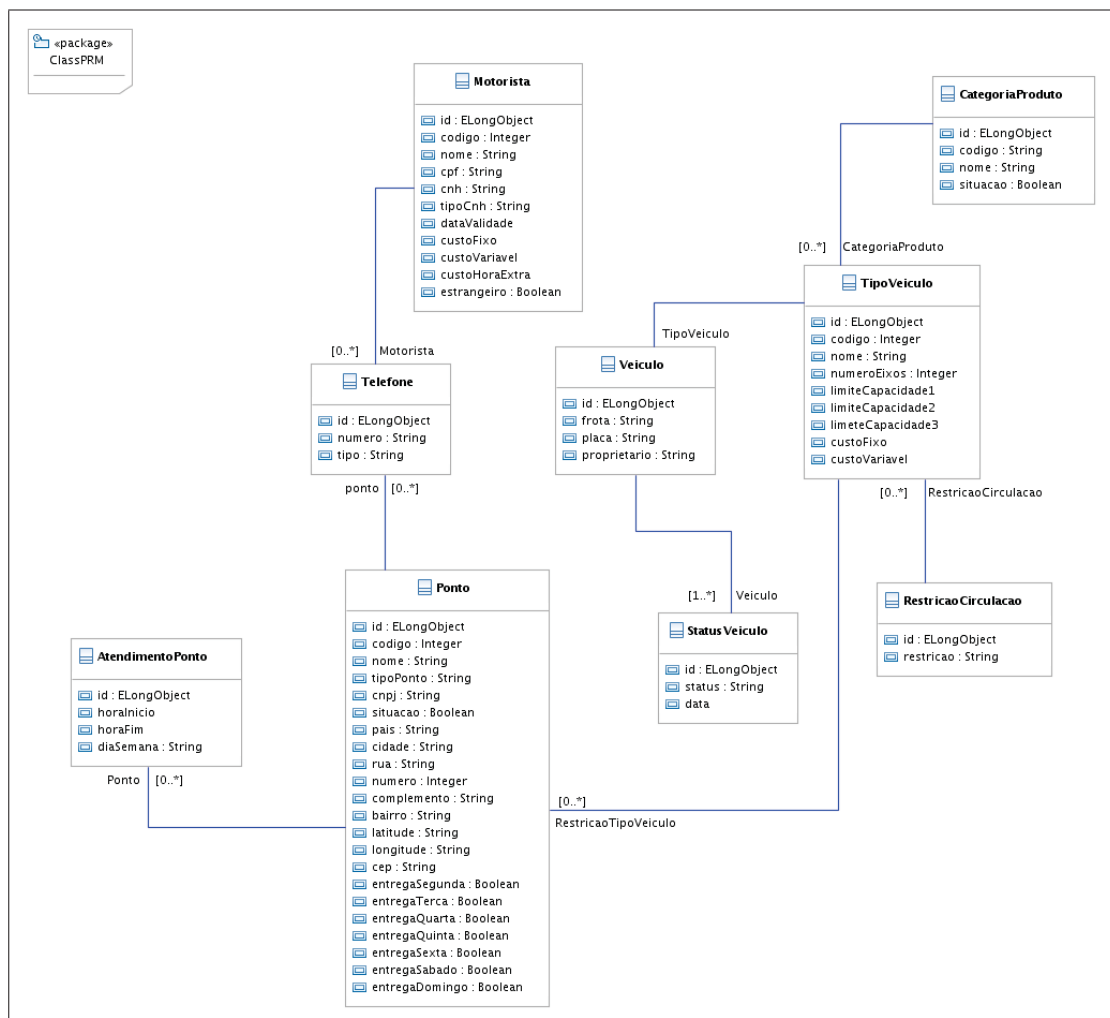 «package»
ClassPRM
Motorista
id : ELongObject
codigo : Integer
nome : String
cpf : String
cnh : String
tipoCnh : String
dataValidade
custoFixo
custoVariavel
custoHoraExtra
estrangeiro : Boolean
CategoriaProduto
id : ELongObject
codigo : String
nome : String
situacao : Boolean
[0..*] CategoriaProduto
TipoVeiculo
id : ELongObject
codigo : Integer
nome : String
numeroEixos : Integer
limiteCapacidade1
limiteCapacidade2
limeteCapacidade3
custoFixo
custoVariavel
TipoVeiculo
Veiculo
id : ELongObject
frota : String
placa : String
proprietario : String
[0..*] Motorista
Telefone
id : ELongObject
numero : String
tipo : String
ponto [0..*]
[0..*] RestricaoCirculacao
RestricaoCirculacao
id : ELongObject
restricao : String
[1..*] Veiculo
StatusVeiculo
id : ELongObject
status : String
data
Ponto
id : ELongObject
codigo : Integer
nome : String
tipoPonto : String
cnpj : String
situacao : Boolean
pais : String
cidade : String
rua : String
numero : Integer
complemento : String
bairro : String
latitude : String
longitude : String
cep : String
entregaSegunda : Boolean
entregaTerca : Boolean
entregaQuarta : Boolean
entregaQuinta : Boolean
entregaSexta : Boolean
entregaSabado : Boolean
entregaDomingo : Boolean
AtendimentoPonto
id : ELongObject
horaInicio
horaFim
diaSemana : String
Ponto [0..*]
[0..*]
RestricaoTipoVeiculo